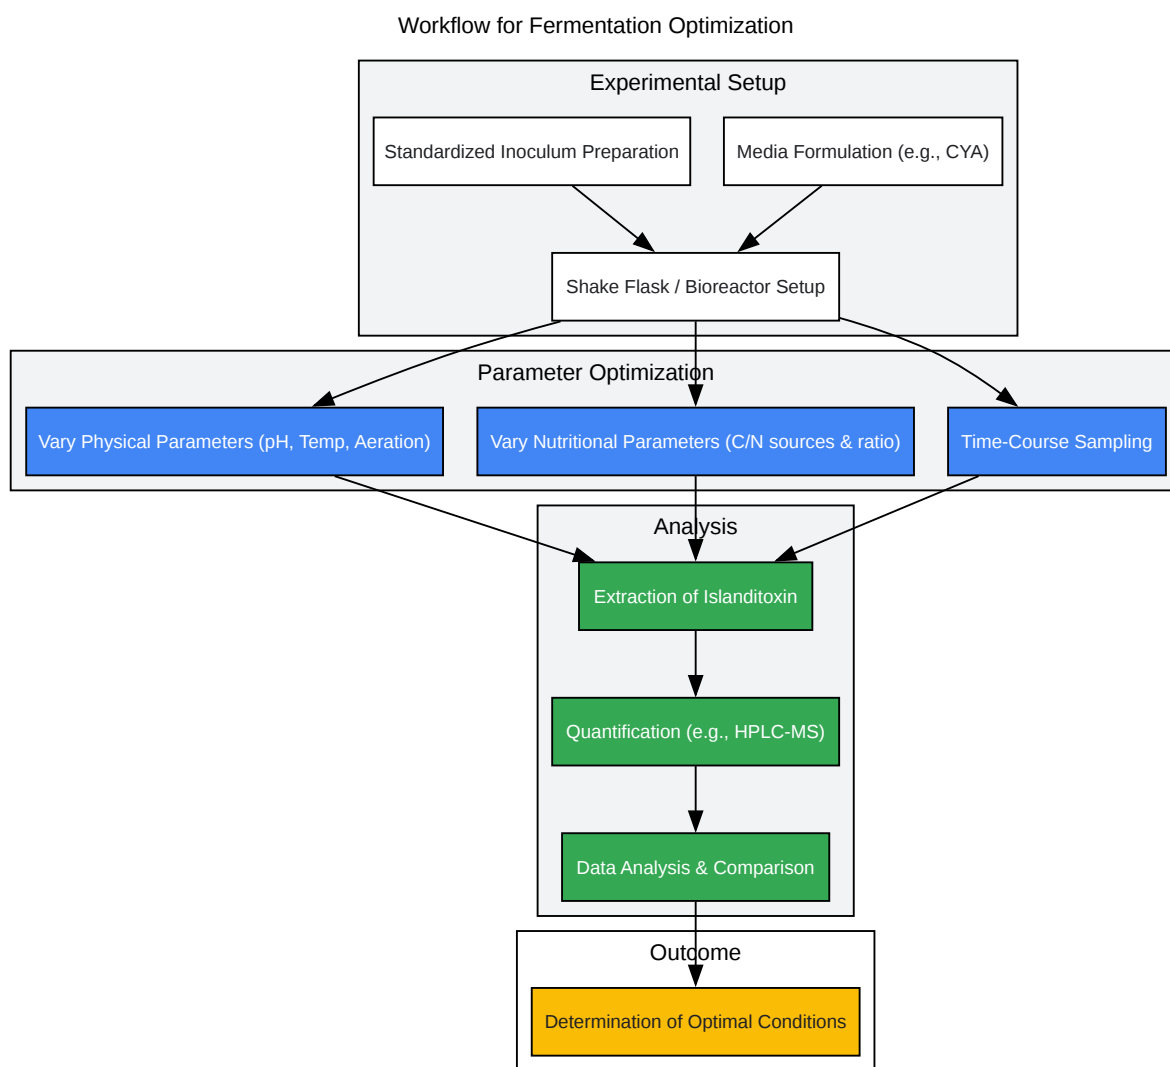 Workflow for Fermentation Optimization
Experimental Setup
Standardized Inoculum Preparation
Media Formulation (e.g., CYA)
Shake Flask / Bioreactor Setup
Parameter Optimization
Vary Physical Parameters (pH, Temp, Aeration)
Vary Nutritional Parameters (C/N sources & ratio)
Time-Course Sampling
Analysis
Extraction of Islanditoxin
Quantification (e.g., HPLC-MS)
Data Analysis & Comparison
Outcome
Determination of Optimal Conditions